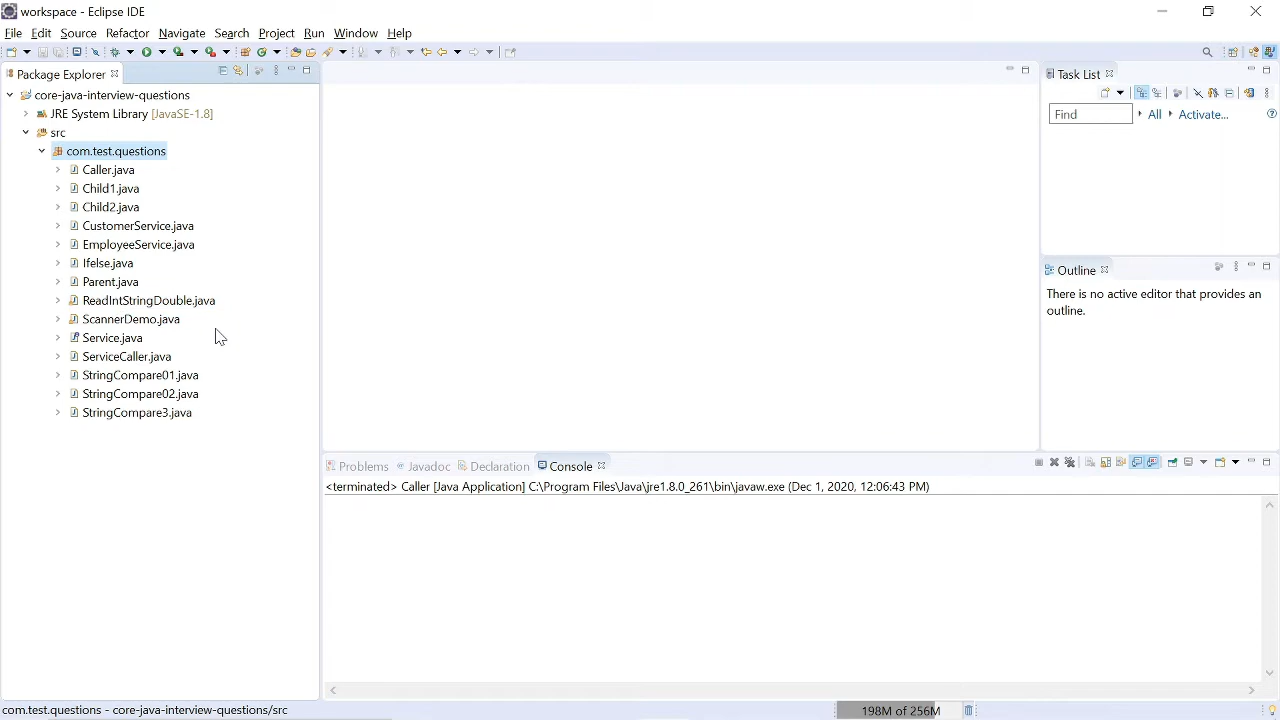 workspace - Eclipse IDE
File Edit Source Refactor Navigate Search Project Run Window Help
Package Explorer
core-java-interview-questions
JRE System Library [JavaSE-1.8]
src
com.test.questions
Caller.java
Child1.java
Child2.java
CustomerService.java
EmployeeService.java
Ifelse.java
Parent.java
ReadIntStringDouble.java
ScannerDemo.java
Service.java
ServiceCaller.java
StringCompare01.java
StringCompare02.java
StringCompare3.java
Task List
Find All Activate...
Outline
There is no active editor that provides an
outline.
Problems Javadoc Declaration Console
<terminated> Caller [Java Application] C:\Program Files\Java\jre1.8.0_261\bin\javaw.exe (Dec 1, 2020, 12:06:43 PM)
com.test.questions - core-java-interview-questions/src
198M of 256M